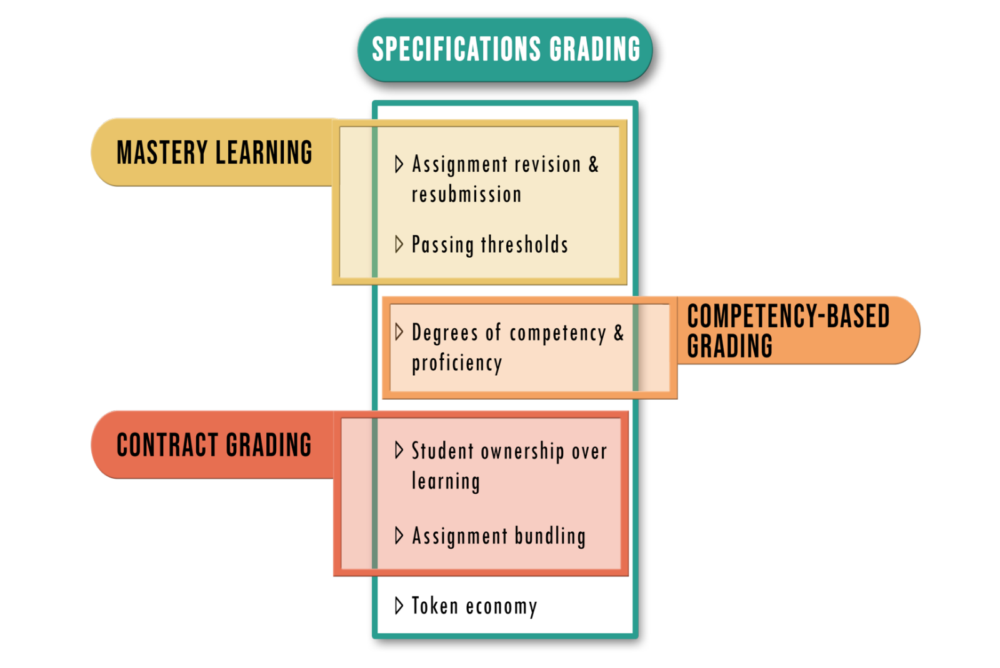 SPECIFICATIONS GRADING
MASTERY LEARNING
Assignment revision &
resubmission
Passing thresholds
COMPETENCY-BASED
GRADING
Degrees of competency &
proficiency
CONTRACT GRADING
Student ownership over
learning
Assignment bundling
Token economy